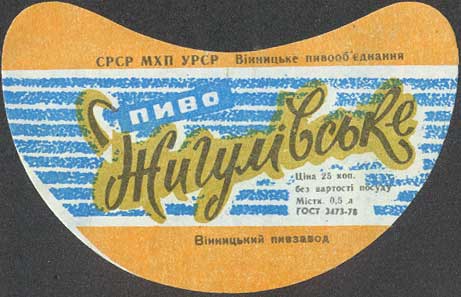 СРСР МХП УРСР Вінницьке пивооб'єднання
пиво
Жигулівське
Ціна 25 коп.
без вартості посуду
Містк. 0,5 л
ГОСТ 3473-78
Вінницький пивзавод